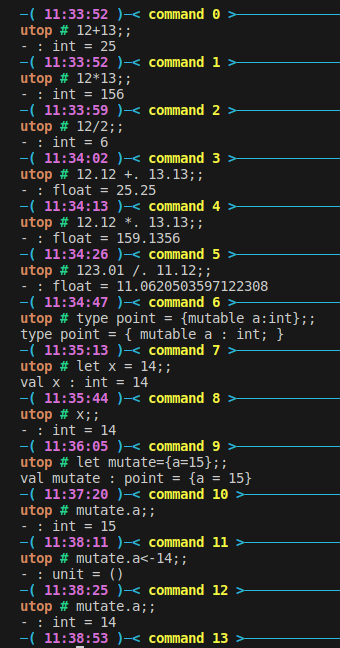 ─( 11:33:52 )─< command 0 >─
utop # 12+13;;
- : int = 25
─( 11:33:52 )─< command 1 >─
utop # 12*13;;
- : int = 156
─( 11:33:59 )─< command 2 >─
utop # 12/2;;
- : int = 6
─( 11:34:02 )─< command 3 >─
utop # 12.12 +. 13.13;;
- : float = 25.25
─( 11:34:13 )─< command 4 >─
utop # 12.12 *. 13.13;;
- : float = 159.1356
─( 11:34:26 )─< command 5 >─
utop # 123.01 /. 11.12;;
- : float = 11.0620503597122308
─( 11:34:47 )─< command 6 >─
utop # type point = {mutable a:int};;
type point = { mutable a : int; }
─( 11:35:13 )─< command 7 >─
utop # let x = 14;;
val x : int = 14
─( 11:35:44 )─< command 8 >─
utop # x;;
- : int = 14
─( 11:36:05 )─< command 9 >─
utop # let mutate={a=15};;
val mutate : point = {a = 15}
─( 11:37:20 )─< command 10 >─
utop # mutate.a;;
- : int = 15
─( 11:38:11 )─< command 11 >─
utop # mutate.a<-14;;
- : unit = ()
─( 11:38:25 )─< command 12 >─
utop # mutate.a;;
- : int = 14
─( 11:38:53 )─< command 13 >─